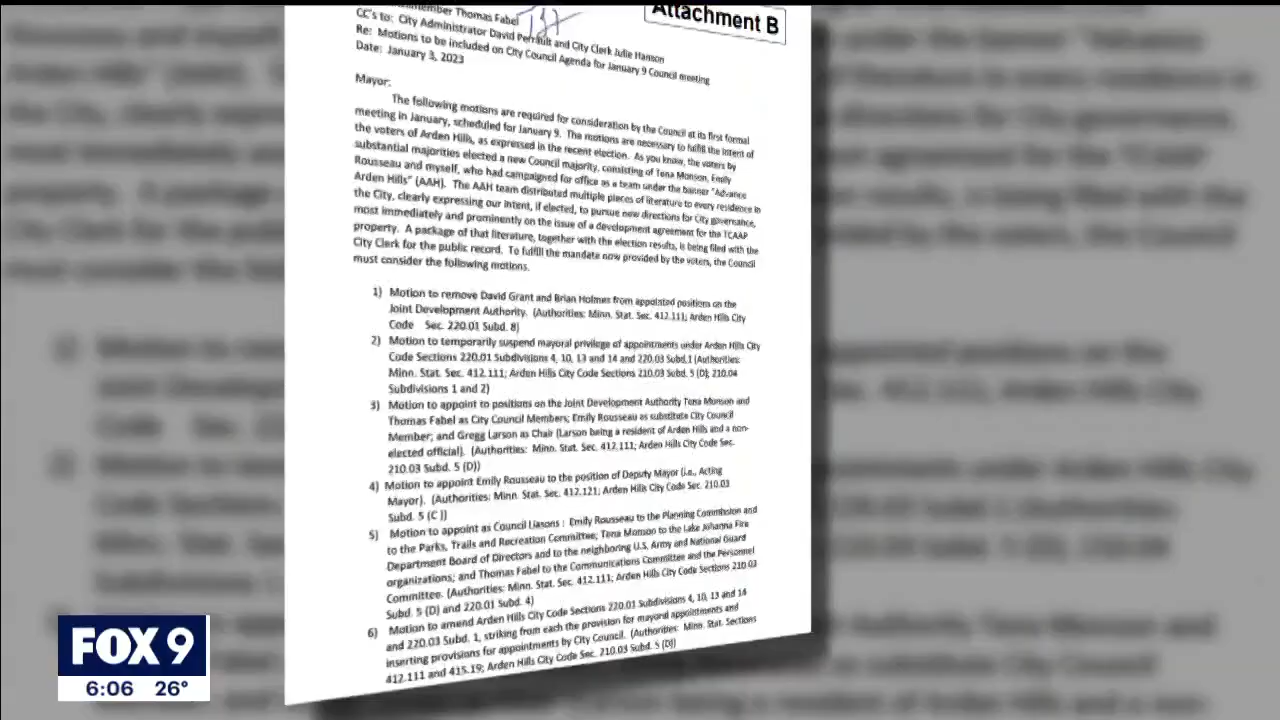 Attachment B
member Thomas Fabel
CC's to: City Administrator David Perrault and City Clerk Julie Hanson
Re: Motions to be included on City Council Agenda for January 9 Council meeting
Date: January 3, 2023
Mayor:
The following motions are required for consideration by the Council at its first formal
meeting in January, scheduled for January 9. The motions are necessary to fulfill the intent of
the voters of Arden Hills, as expressed in the recent election. As you know, the voters by
substantial majorities elected a new Council majority, consisting of Tena Monson, Emily
Rousseau and myself, who had campaigned for office as a team under the banner "Advance
Arden Hills" (AAH). The AAH team distributed multiple pieces of literature to every residence in
the City, clearly expressing our intent, if elected, to pursue new directions for City governance,
most immediately and prominently on the issue of a development agreement for the TCAAP
property. A package of that literature, together with the election results, is being filed with the
City Clerk for the public record. To fulfill the mandate now provided by the voters, the Council
must consider the following motions.
1) Motion to remove David Grant and Brian Holmes from appointed positions on the
Joint Development Authority. (Authorities: Minn. Stat. Sec. 412.111; Arden Hills City
Code Sec. 220.01 Subd. 8)
2) Motion to temporarily suspend mayoral privilege of appointments under Arden Hills City
Code Sections 220.01 Subdivisions 4, 10, 13 and 14 and 220.03 Subd.1 (Authorities:
Minn. Stat. Sec. 412.111; Arden Hills City Code Sections 210.03 Subd. 5 (D); 210.04
Subdivisions 1 and 2)
3) Motion to appoint to positions on the Joint Development Authority Tena Monson and
Thomas Fabel as City Council Members; Emily Rousseau as substitute City Council
Member; and Gregg Larson as Chair (Larson being a resident of Arden Hills and a non-
elected official). (Authorities: Minn. Stat. Sec. 412.111; Arden Hills City Code Sec.
210.03 Subd. 5 (D))
4) Motion to appoint Emily Rousseau to the position of Deputy Mayor (i.e., Acting
Mayor). (Authorities: Minn. Stat. Sec. 412.121; Arden Hills City Code Sec. 210.03
Subd. 5 (C ))
5) Motion to appoint as Council Liasons : Emily Rousseau to the Planning Commission and
to the Parks, Trails and Recreation Committee; Tena Monson to the Lake Johanna Fire
Department Board of Directors and to the neighboring U.S. Army and National Guard
organizations; and Thomas Fabel to the Communications Committee and the Personnel
Committee. (Authorities: Minn. Stat. Sec. 412.111; Arden Hills City Code Sections 210 03
Subd. 5 (D) and 220.01 Subd. 4)
6) Motion to amend Arden Hills City Code Sections 220.01 Subdivisions 4, 10, 13 and 14
and 220.03 Subd. 1, striking from each the provision for mayoral appointments and
inserting provisions for appointments by City Council. (Authorities: Minn. Stat. Sections
412.111 and 415.19; Arden Hills City Code Sec. 210.03 Subd. 5 (D))
FOX 9
6:06 26°